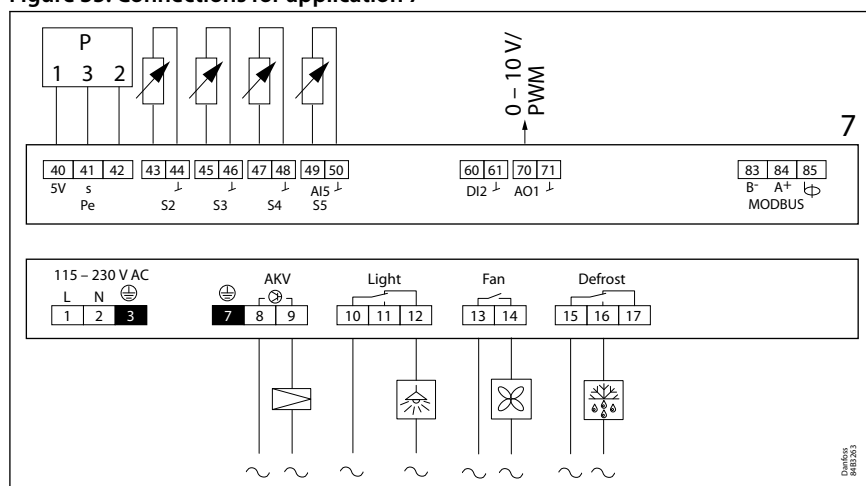 Figure 35: Connections for application 7
P
1 3 2
0 – 10 V/
PWM
7
40 41 42 43 44 45 46 47 48 49 50 60 61 70 71 83 84 85
5V s AI5 DI2 AO1 B- A+
Pe S2 S3 S4 S5 MODBUS
115 – 230 V AC AKV Light Fan Defrost
L N
1 2 3 7 8 9 10 11 12 13 14 15 16 17
Danfoss
84B3263